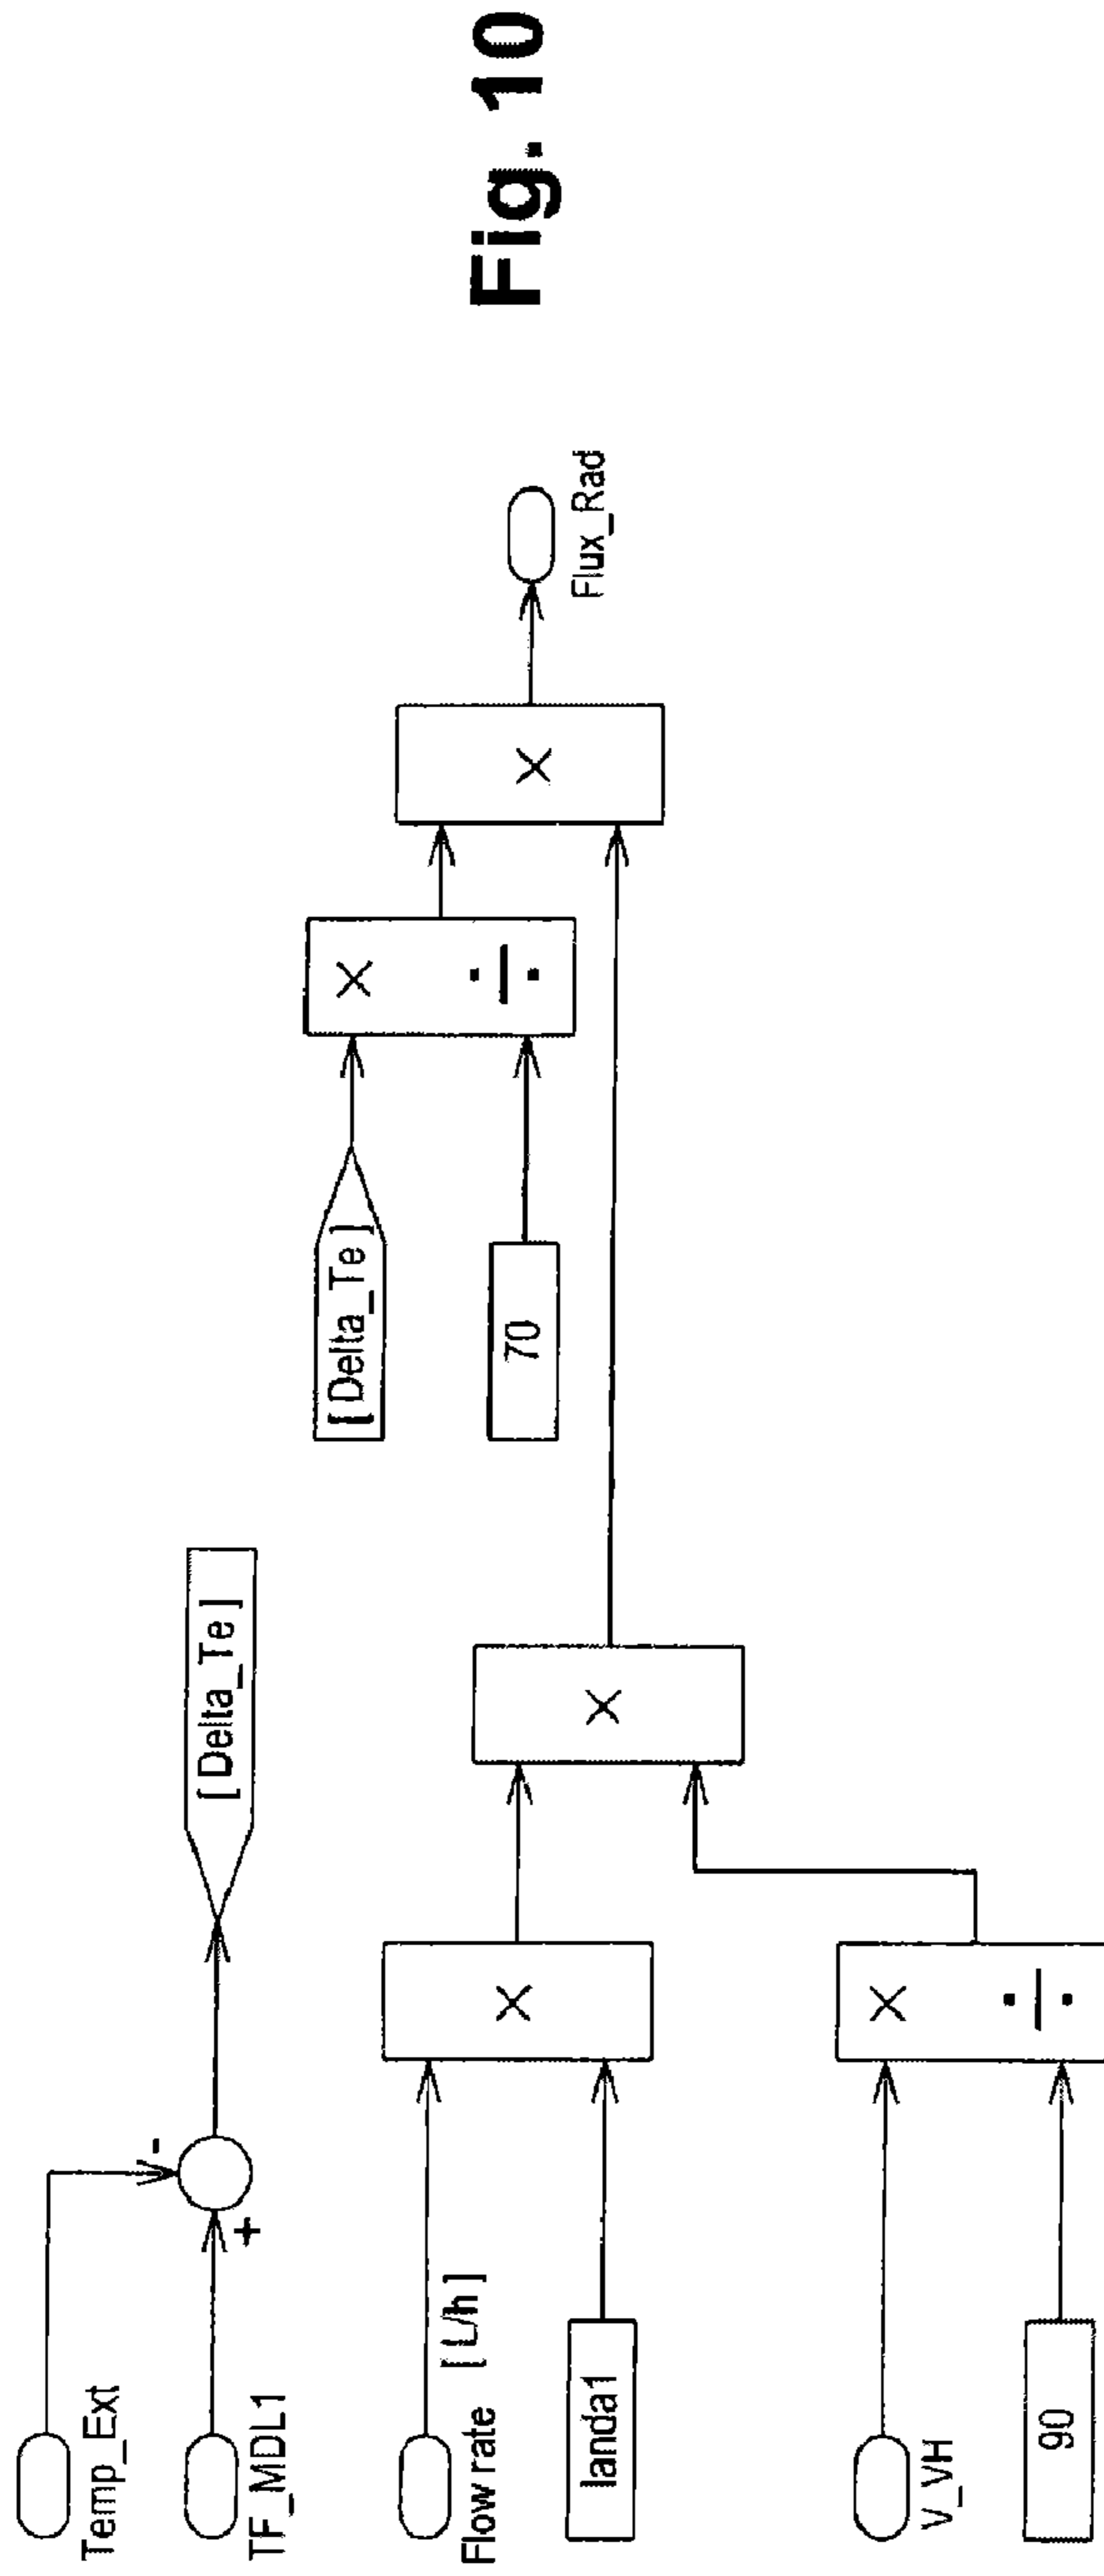 Temp_Ext
-
[ Delta_Te ]
TF_MDL1
+
[ Delta_Te ]
×
÷
70
×
Flux_Rad
Flow rate
[ L/h ]
×
landa1
×
V_VH
×
÷
90
Fig. 10